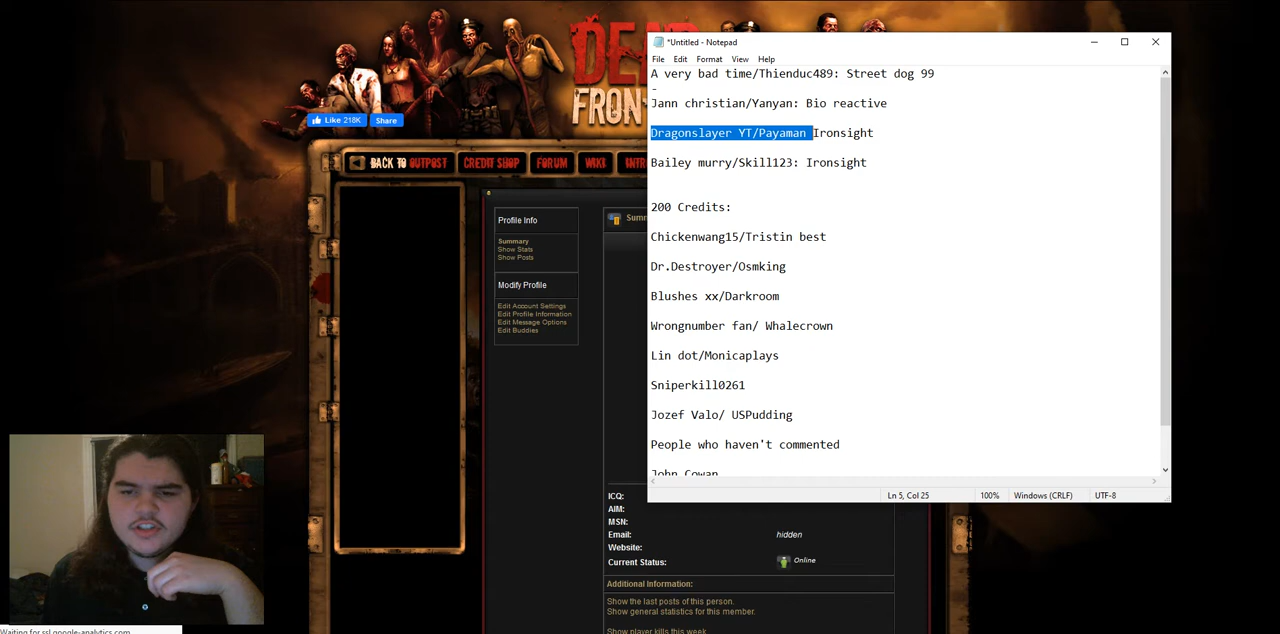 DEAD
FRONT
Like 218K
Share
BACK TO OUTPOST
CREDIT SHOP
FORUM
WIKI
*Untitled - Notepad
File Edit Format View Help
A very bad time/Thienduc489: Street dog 99
-
Jann christian/Yanyan: Bio reactive
Dragonslayer YT/Payaman Ironsight
Bailey murry/Skill123: Ironsight
200 Credits:
Chickenwang15/Tristin best
Dr.Destroyer/Osmking
Blushes xx/Darkroom
Wrongnumber fan/ Whalecrown
Lin dot/Monicaplays
Sniperkill0261
Jozef Valo/ USPudding
People who haven't commented
John Cowan
Ln 5, Col 25
100%
Windows (CRLF)
UTF-8
Profile Info
Summary
Show Stats
Show Posts
Modify Profile
Edit Account Settings
Edit Profile Information
Edit Message Options
Edit Buddies
ICQ:
AIM:
MSN:
Email: hidden
Website:
Current Status: Online
Additional Information:
Show the last posts of this person.
Show general statistics for this member.
Show player kills this week
Waiting for ssl.google-analytics.com